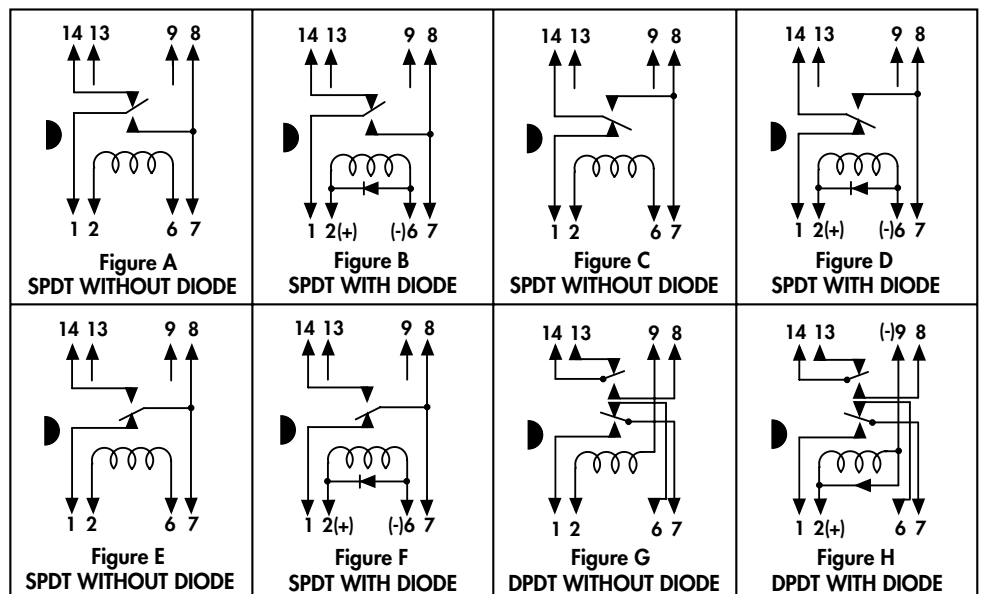 14 13 9 8
1 2 6 7
Figure A
SPDT WITHOUT DIODE
14 13 9 8
1 2(+) (-)6 7
Figure B
SPDT WITH DIODE
14 13 9 8
1 2 6 7
Figure C
SPDT WITHOUT DIODE
14 13 9 8
1 2(+) (-)6 7
Figure D
SPDT WITH DIODE
14 13 9 8
1 2 6 7
Figure E
SPDT WITHOUT DIODE
14 13 9 8
1 2(+) (-)6 7
Figure F
SPDT WITH DIODE
14 13 9 8
1 2 6 7
Figure G
DPDT WITHOUT DIODE
14 13 (-)9 8
1 2(+) 6 7
Figure H
DPDT WITH DIODE